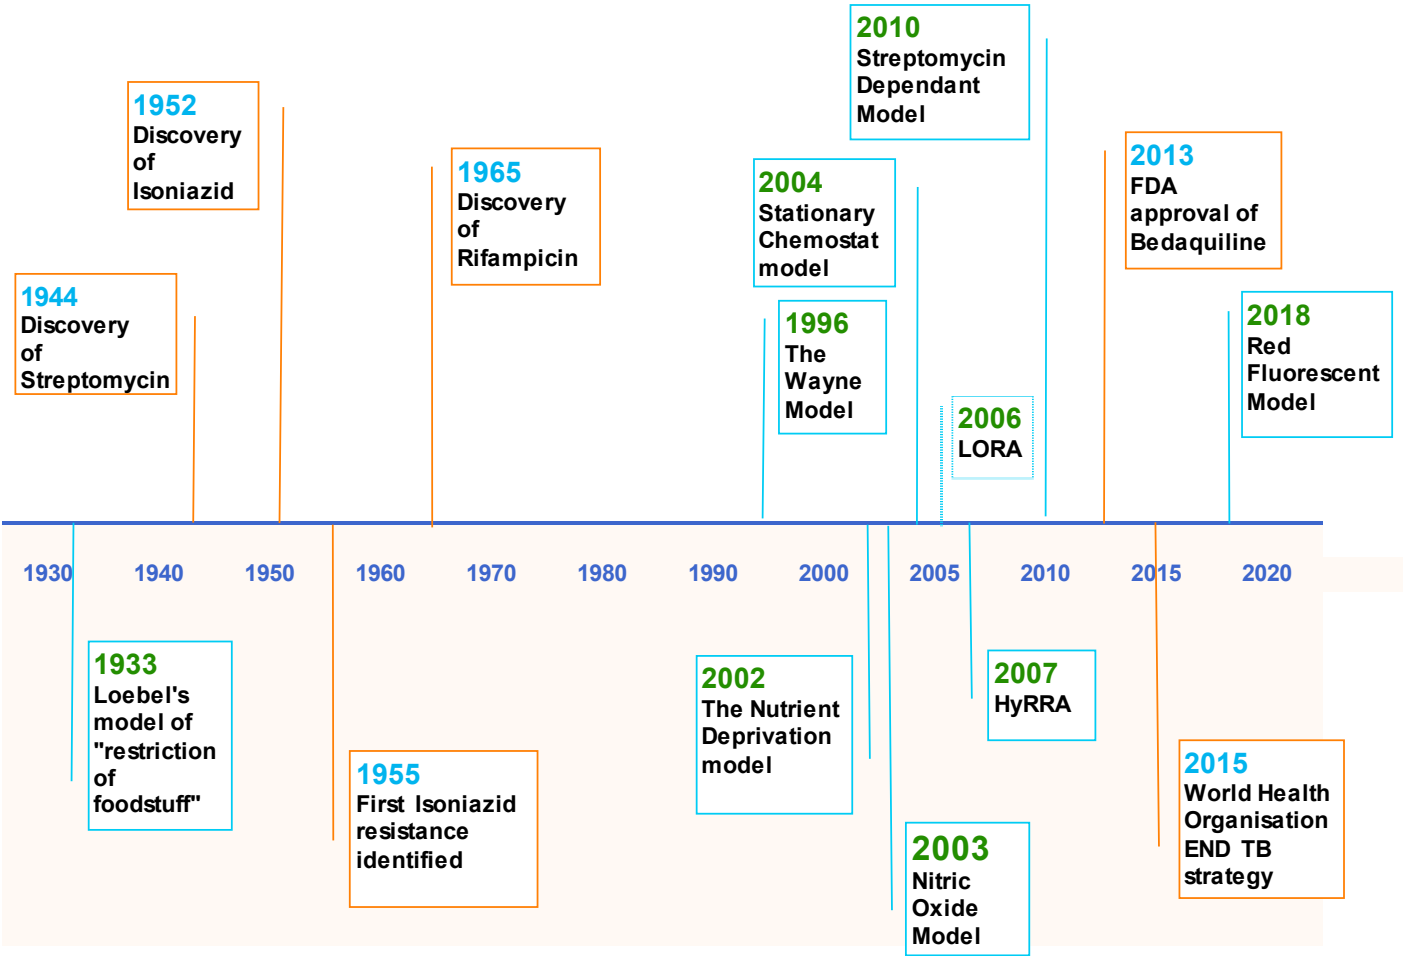 2010
Streptomycin
Dependant
Model
1952
Discovery
of
Isoniazid
1965
Discovery
of
Rifampicin
2004
Stationary
Chemostat
model
2013
FDA
approval of
Bedaquiline
1944
Discovery
of
Streptomycin
1996
The
Wayne
Model
2018
Red
Fluorescent
Model
2006
LORA
1930 1940 1950 1960 1970 1980 1990 2000 2005 2010 2015 2020
1933
Loebel's
model of
"restriction
of
foodstuff"
1955
First Isoniazid
resistance
identified
2002
The Nutrient
Deprivation
model
2007
HyRRA
2003
Nitric
Oxide
Model
2015
World Health
Organisation
END TB
strategy